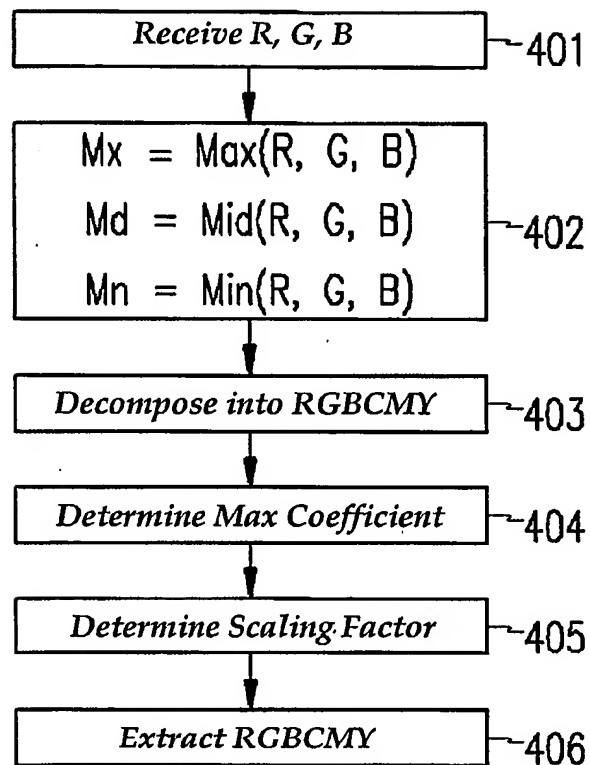 Receive R, G, B 401
Mx = Max(R, G, B)
Md = Mid(R, G, B) 402
Mn = Min(R, G, B)
Decompose into RGBCMY 403
Determine Max Coefficient 404
Determine Scaling Factor 405
Extract RGBCMY 406